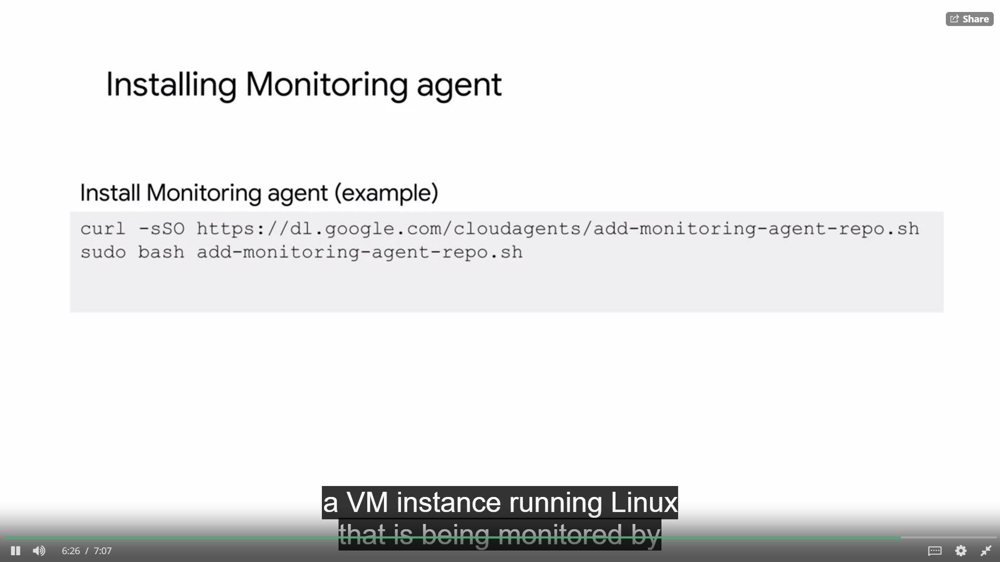 Share
Installing Monitoring agent
Install Monitoring agent (example)
curl -sSO https://dl.google.com/cloudagents/add-monitoring-agent-repo.sh
sudo bash add-monitoring-agent-repo.sh
a VM instance running Linux
that is being monitored by
6:26 / 7:07